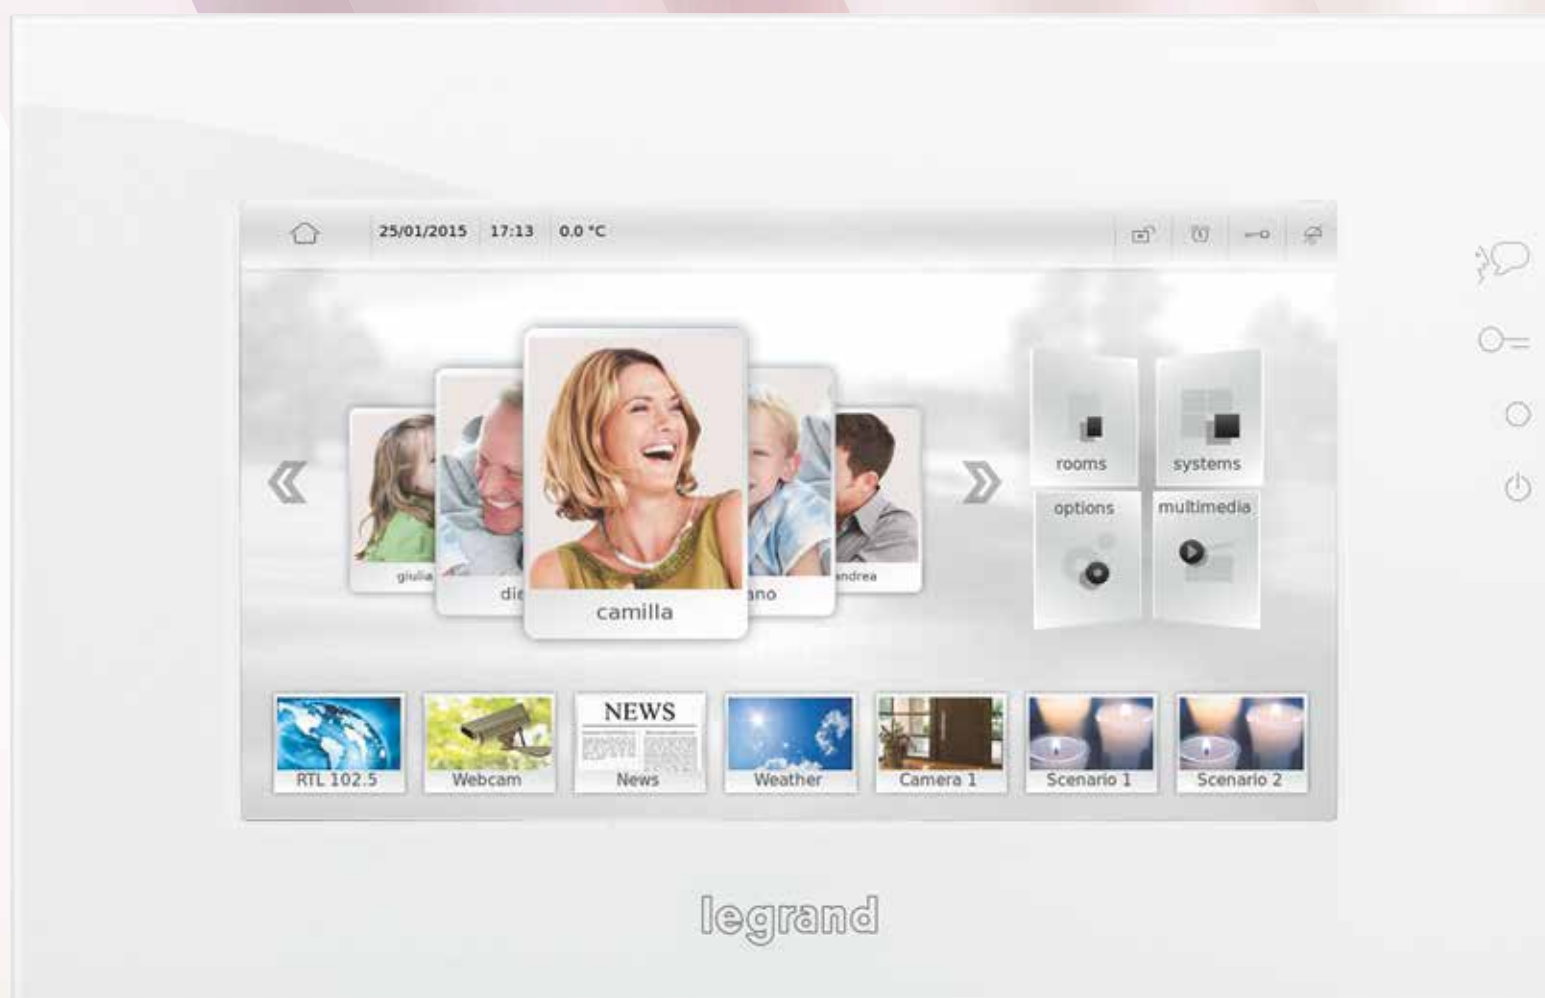 25/01/2015 17:13 0.0 °C
rooms
systems
options
multimedia
giulia
camilla
NEWS
RTL 102.5
Webcam
News
Weather
Camera 1
Scenario 1
Scenario 2
legrand